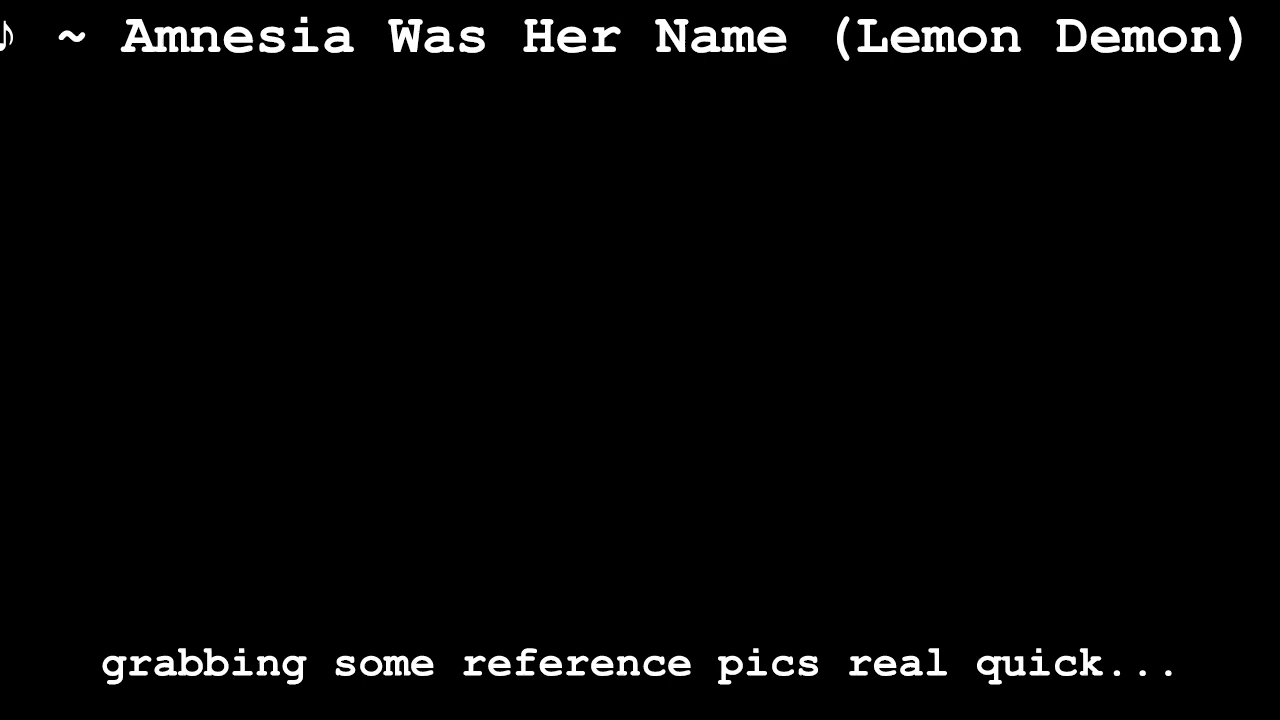 ♪ ~ Amnesia Was Her Name (Lemon Demon)
grabbing some reference pics real quick...